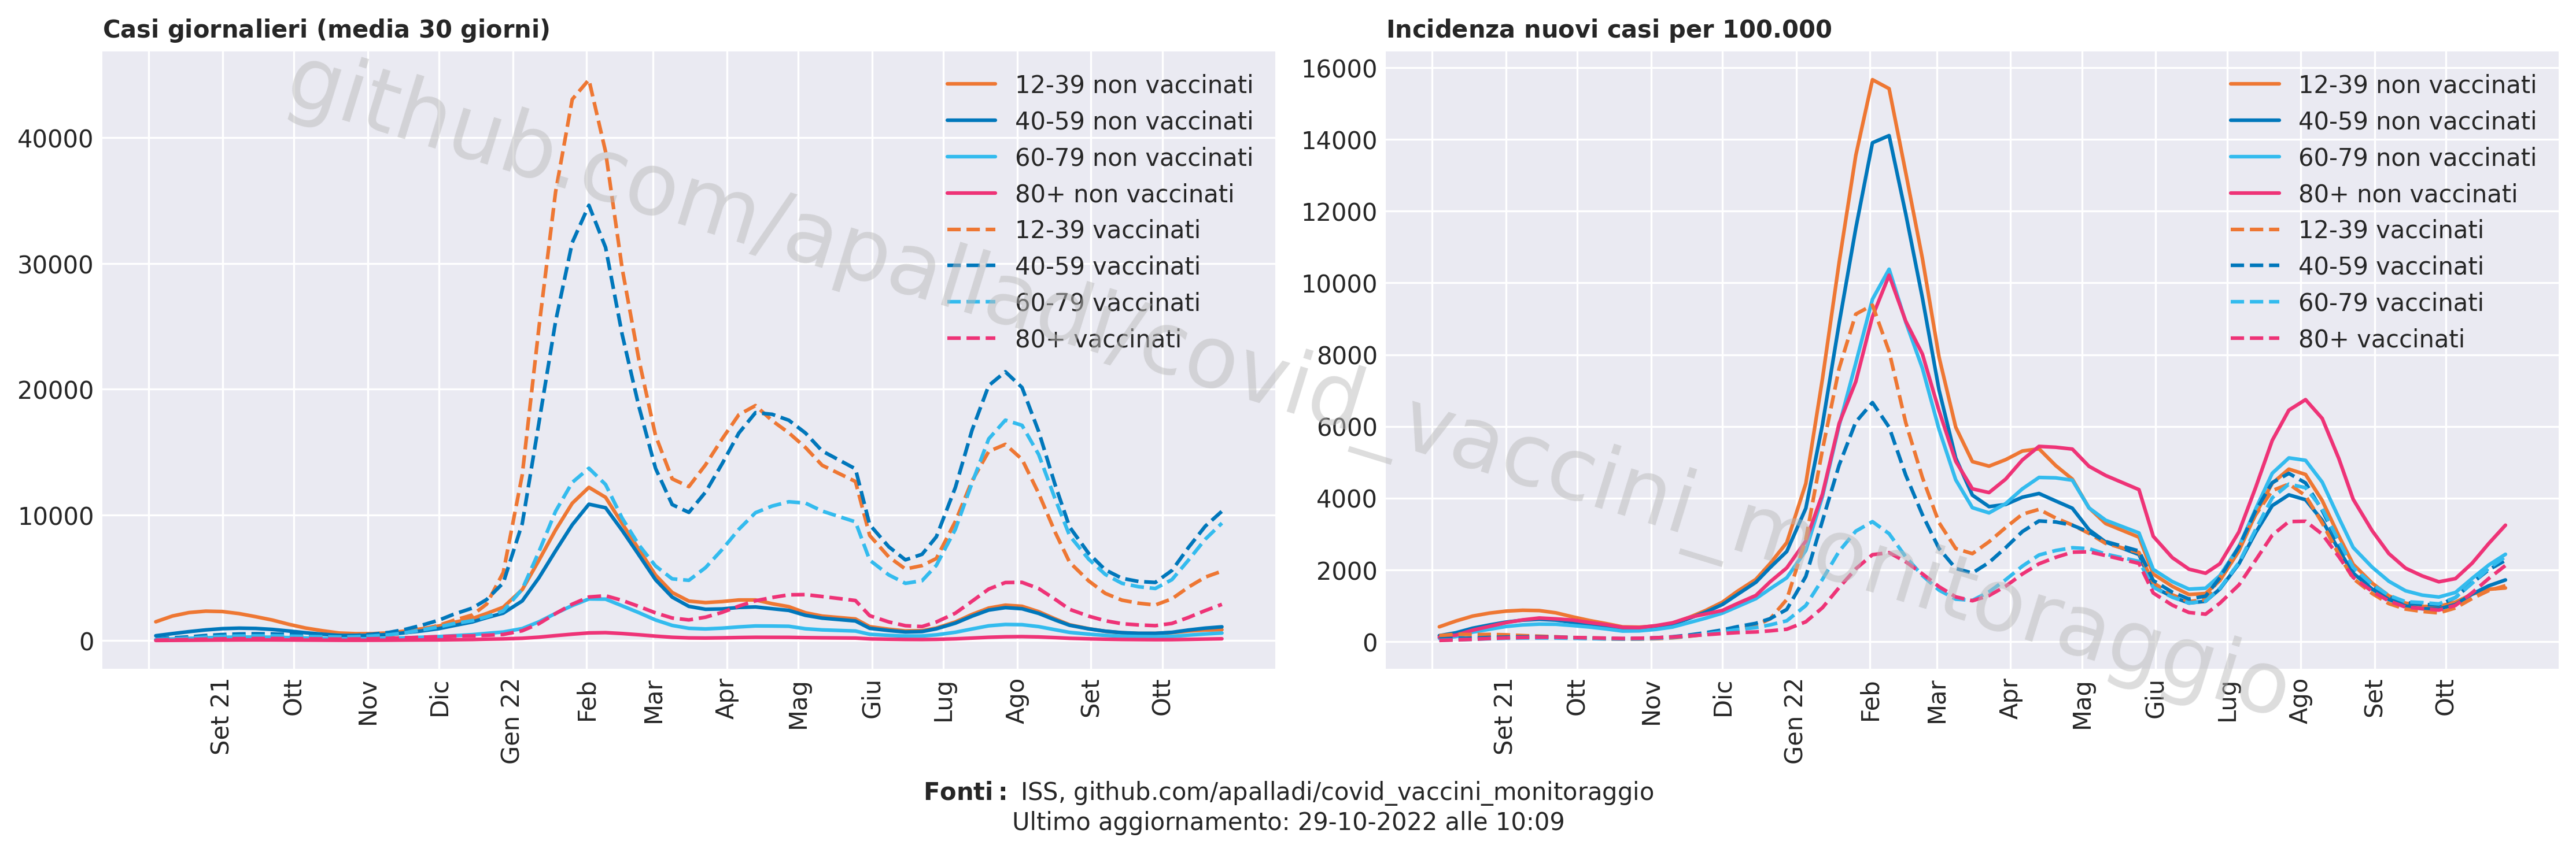 Casi giornalieri (media 30 giorni)
40000
30000
20000
10000
0
12-39 non vaccinati
40-59 non vaccinati
60-79 non vaccinati
80+ non vaccinati
12-39 vaccinati
40-59 vaccinati
60-79 vaccinati
80+ vaccinati
Set 21
Ott
Nov
Dic
Gen 22
Feb
Mar
Apr
Mag
Giu
Lug
Ago
Set
Ott
Incidenza nuovi casi per 100.000
16000
14000
12000
10000
8000
6000
4000
2000
0
12-39 non vaccinati
40-59 non vaccinati
60-79 non vaccinati
80+ non vaccinati
12-39 vaccinati
40-59 vaccinati
60-79 vaccinati
80+ vaccinati
Set 21
Ott
Nov
Dic
Gen 22
Feb
Mar
Apr
Mag
Giu
Lug
Ago
Set
Ott
github.com/apalladi/covid_vaccini_monitoraggio
Fonti: ISS, github.com/apalladi/covid_vaccini_monitoraggio
Ultimo aggiornamento: 29-10-2022 alle 10:09